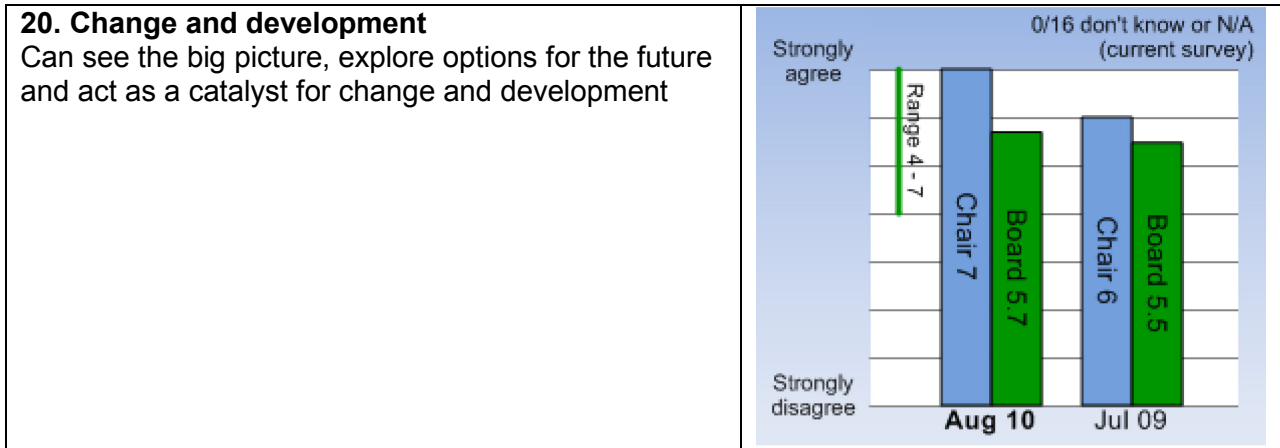 20. Change and development
Can see the big picture, explore options for the future
and act as a catalyst for change and development
0/16 don't know or N/A
(current survey)
Strongly
agree
Range 4 - 7
Chair 7
Board 5.7
Chair 6
Board 5.5
Strongly
disagree
Aug 10
Jul 09